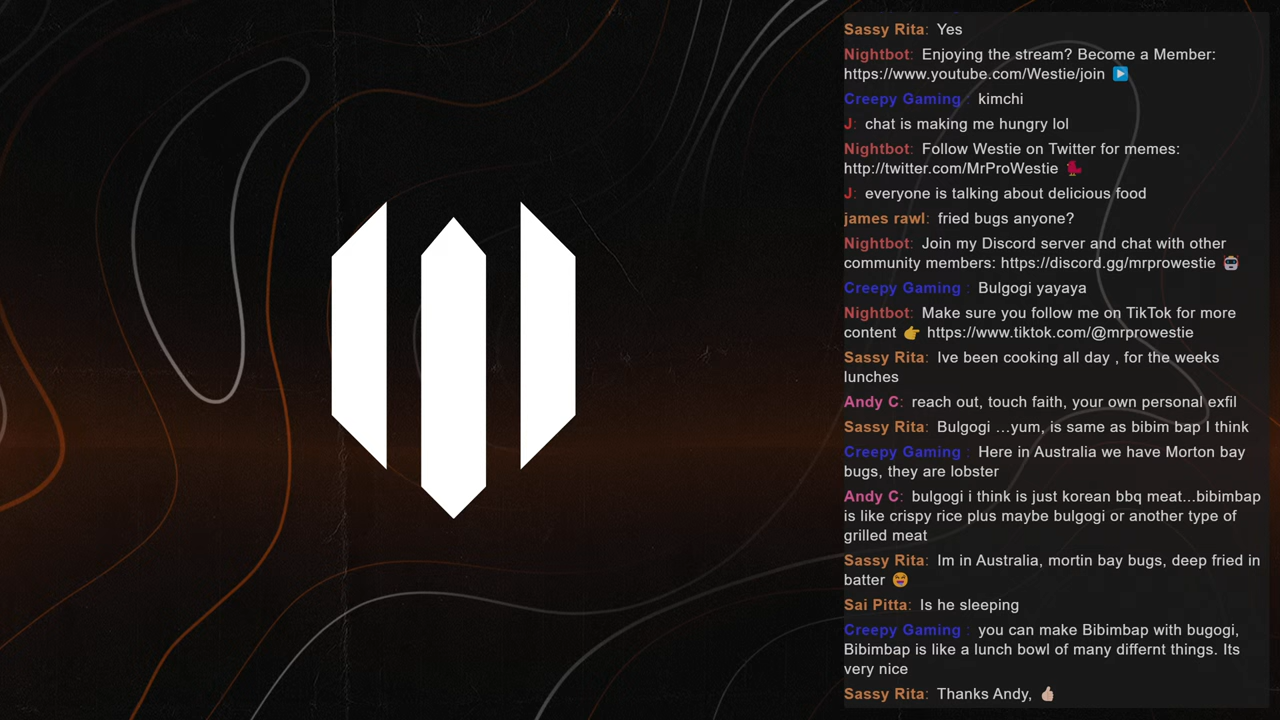 Sassy Rita: Yes
Nightbot: Enjoying the stream? Become a Member:
https://www.youtube.com/Westie/join
Creepy Gaming : kimchi
J: chat is making me hungry lol
Nightbot: Follow Westie on Twitter for memes:
http://twitter.com/MrProWestie
J: everyone is talking about delicious food
james rawl: fried bugs anyone?
Nightbot: Join my Discord server and chat with other
community members: https://discord.gg/mrprowestie
Creepy Gaming : Bulgogi yayaya
Nightbot: Make sure you follow me on TikTok for more
content 👉 https://www.tiktok.com/@mrprowestie
Sassy Rita: Ive been cooking all day , for the weeks
lunches
Andy C: reach out, touch faith, your own personal exfil
Sassy Rita: Bulgogi ...yum, is same as bibim bap I think
Creepy Gaming : Here in Australia we have Morton bay
bugs, they are lobster
Andy C: bulgogi i think is just korean bbq meat...bibimbap
is like crispy rice plus maybe bulgogi or another type of
grilled meat
Sassy Rita: Im in Australia, mortin bay bugs, deep fried in
batter 😄
Sai Pitta: Is he sleeping
Creepy Gaming : you can make Bibimbap with bugogi,
Bibimbap is like a lunch bowl of many differnt things. Its
very nice
Sassy Rita: Thanks Andy, 👍🏼